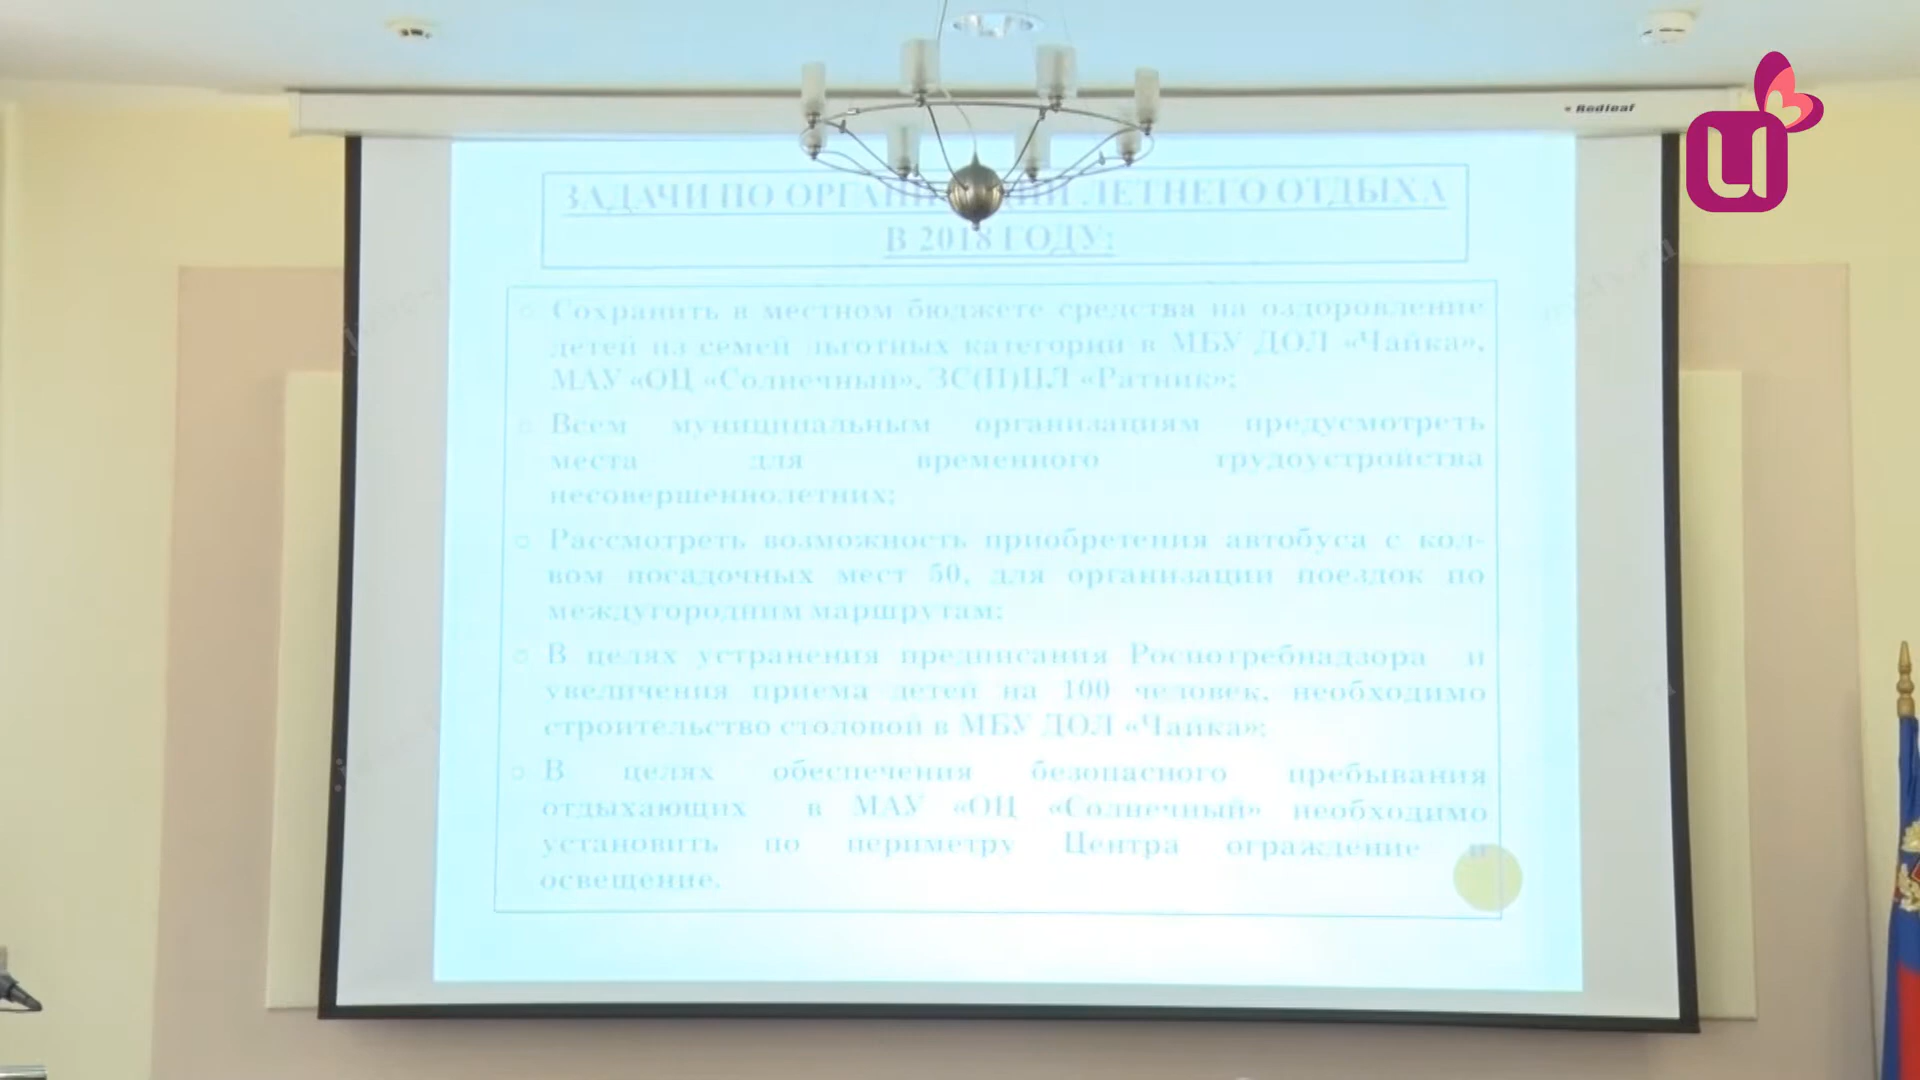 Redleaf
ЗАДАЧИ ПО ОРГАНИЗАЦИИ ЛЕТНЕГО ОТДЫХА
В 2018 ГОДУ:
Сохранить в местном бюджете средства на оздоровление
детей из семей льготных категорий в МБУ ДОЛ «Чайка»,
МАУ «ОЦ «Солнечный», ЗС(П)ЦЛ «Ратник»;
Всем муниципальным организациям предусмотреть
места для временного трудоустройства
несовершеннолетних;
Рассмотреть возможность приобретения автобуса с кол-
вом посадочных мест 50, для организации поездок по
междугородним маршрутам;
В целях устранения предписания Роспотребнадзора и
увеличения приема детей на 100 человек, необходимо
строительство столовой в МБУ ДОЛ «Чайка»;
В целях обеспечения безопасного пребывания
отдыхающих в МАУ «ОЦ «Солнечный» необходимо
установить по периметру Центра ограждение и
освещение.